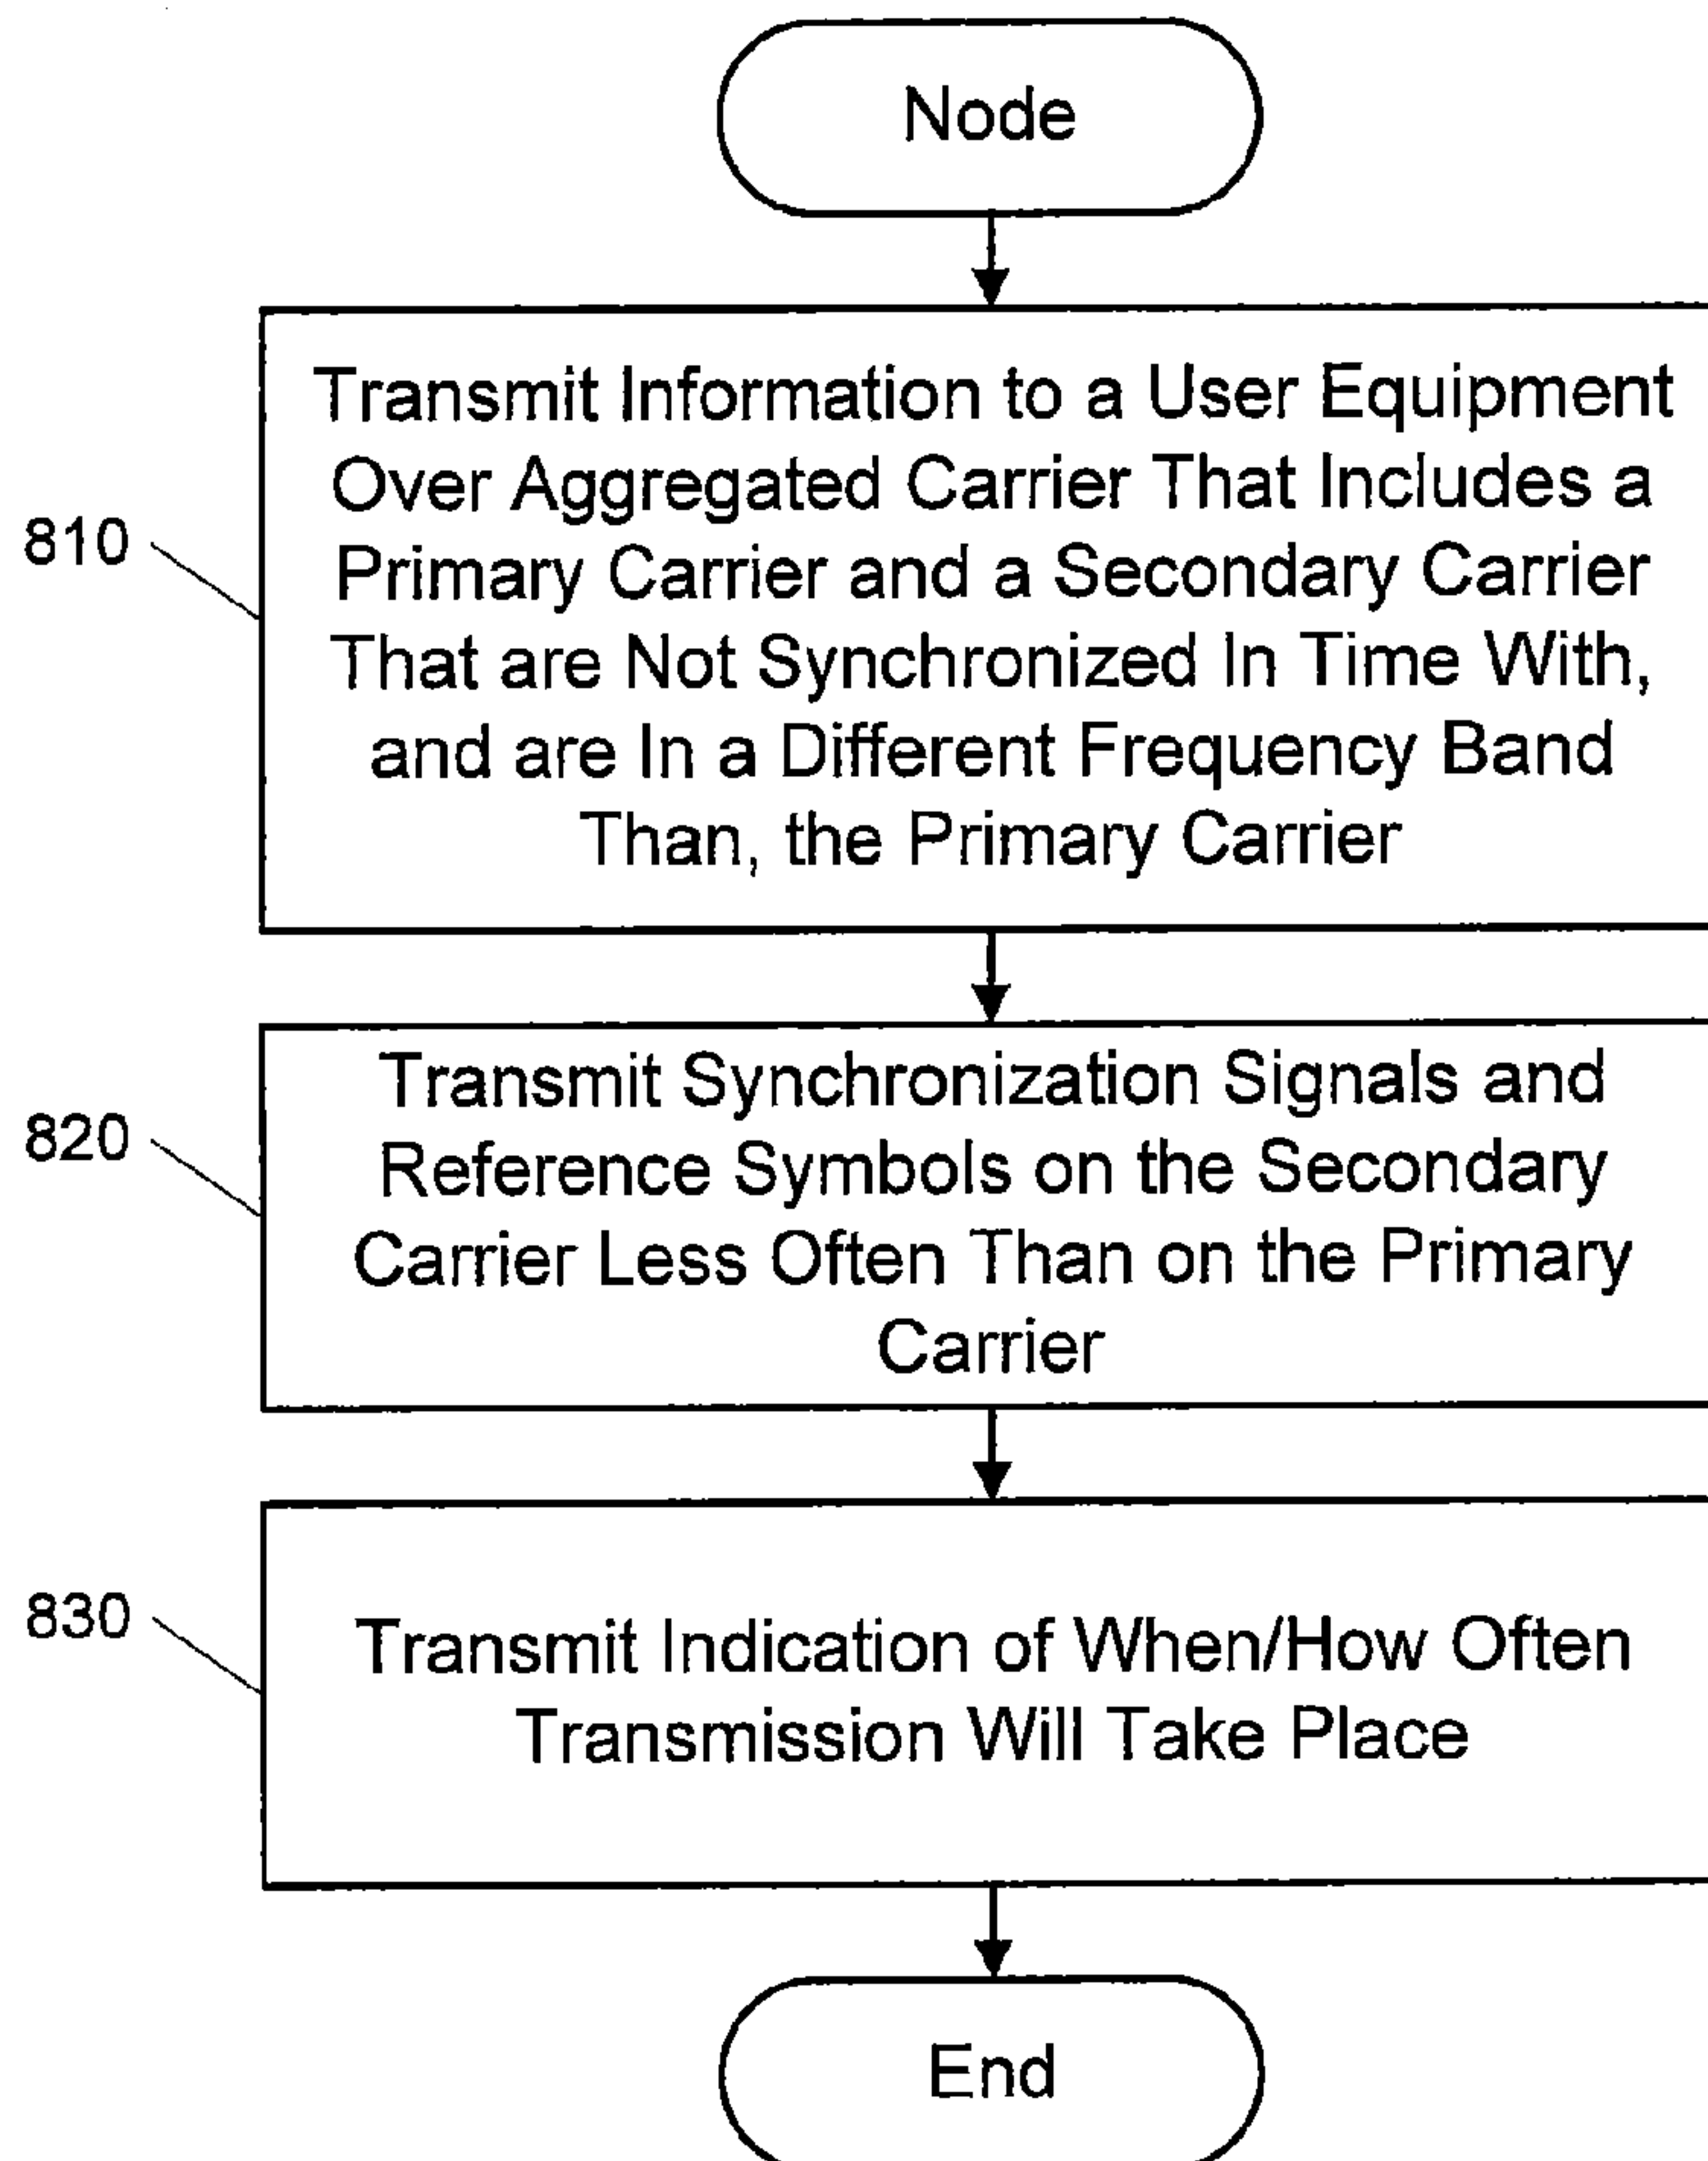 Node
Transmit Information to a User Equipment
Over Aggregated Carrier That Includes a
810
Primary Carrier and a Secondary Carrier
That are Not Synchronized In Time With,
and are In a Different Frequency Band
Than, the Primary Carrier
Transmit Synchronization Signals and
820
Reference Symbols on the Secondary
Carrier Less Often Than on the Primary
Carrier
830
Transmit Indication of When/How Often
Transmission Will Take Place
End